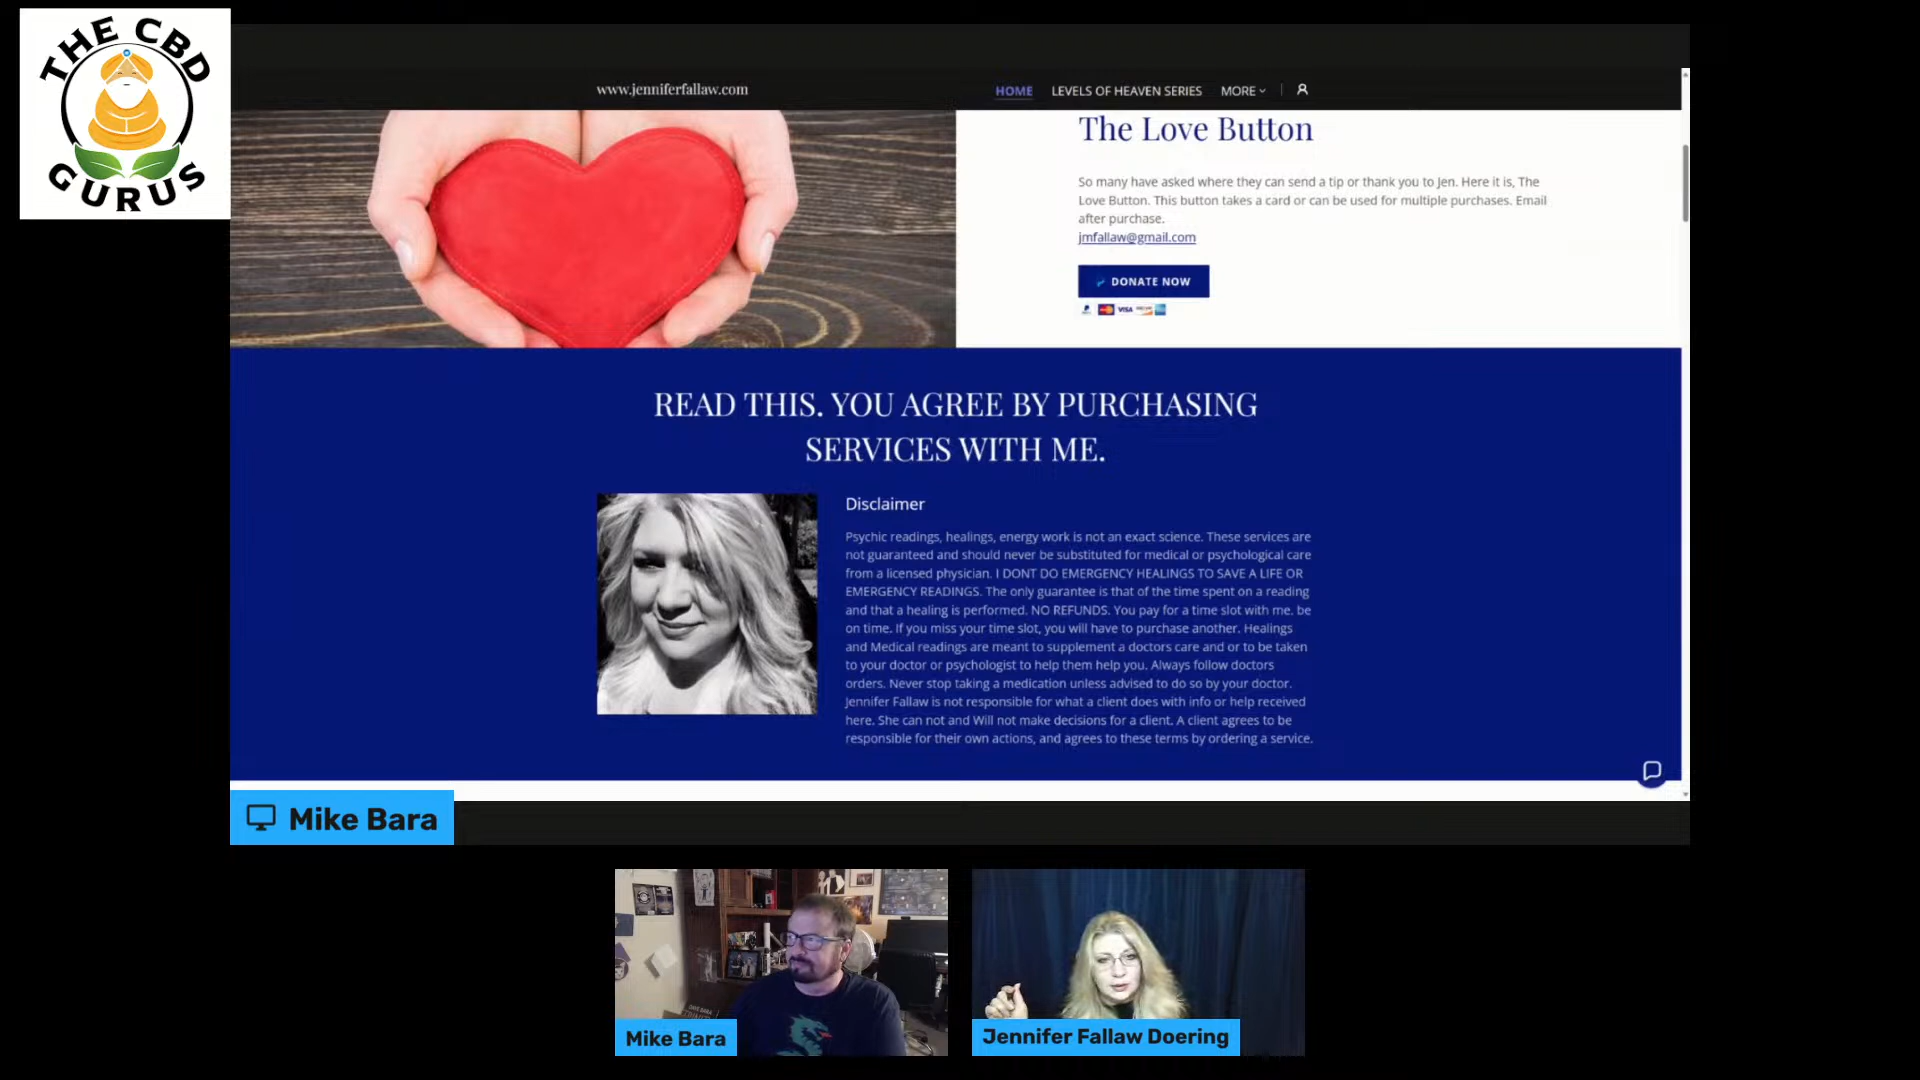 THE CBD
GURUS
www.jenniferfallaw.com
HOME LEVELS OF HEAVEN SERIES MORE
The Love Button
So many have asked where they can send a tip or thank you to Jen. Here it is, The
Love Button. This button takes a card or can be used for multiple purchases. Email
after purchase.
jmfallaw@gmail.com
DONATE NOW
VISA
READ THIS. YOU AGREE BY PURCHASING
SERVICES WITH ME.
Disclaimer
Psychic readings, healings, energy work is not an exact science. These services are
not guaranteed and should never be substituted for medical or psychological care
from a licensed physician. I DONT DO EMERGENCY HEALINGS TO SAVE A LIFE OR
EMERGENCY READINGS. The only guarantee is that of the time spent on a reading
and that a healing is performed. NO REFUNDS. You pay for a time slot with me. be
on time. If you miss your time slot, you will have to purchase another. Healings
and Medical readings are meant to supplement a doctors care and or to be taken
to your doctor or psychologist to help them help you. Always follow doctors
orders. Never stop taking a medication unless advised to do so by your doctor.
Jennifer Fallaw is not responsible for what a client does with info or help received
here. She can not and Will not make decisions for a client. A client agrees to be
responsible for their own actions, and agrees to these terms by ordering a service.
Mike Bara
Mike Bara
Jennifer Fallaw Doering